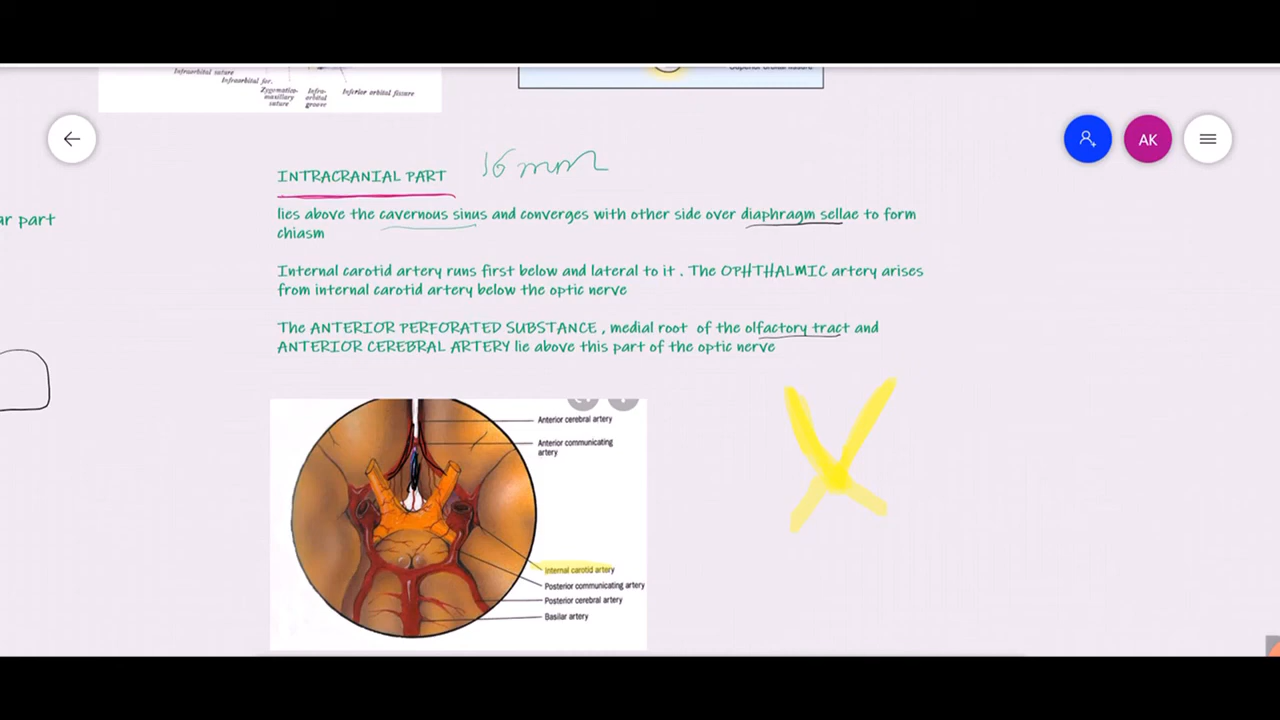 Infraorbital suture
Infraorbital for.
Zygomatico-
maxillary
suture
Infra-
orbital
groove
Inferior orbital fissure
AK
ar part
INTRACRANIAL PART
16 mm
lies above the cavernous sinus and converges with other side over diaphragm sellae to form
chiasm
Internal carotid artery runs first below and lateral to it . The OPHTHALMIC artery arises
from internal carotid artery below the optic nerve
The ANTERIOR PERFORATED SUBSTANCE , medial root of the olfactory tract and
ANTERIOR CEREBRAL ARTERY lie above this part of the optic nerve
Anterior cerebral artery
Anterior communicating
artery
Internal carotid artery
Posterior communicating artery
Posterior cerebral artery
Basilar artery